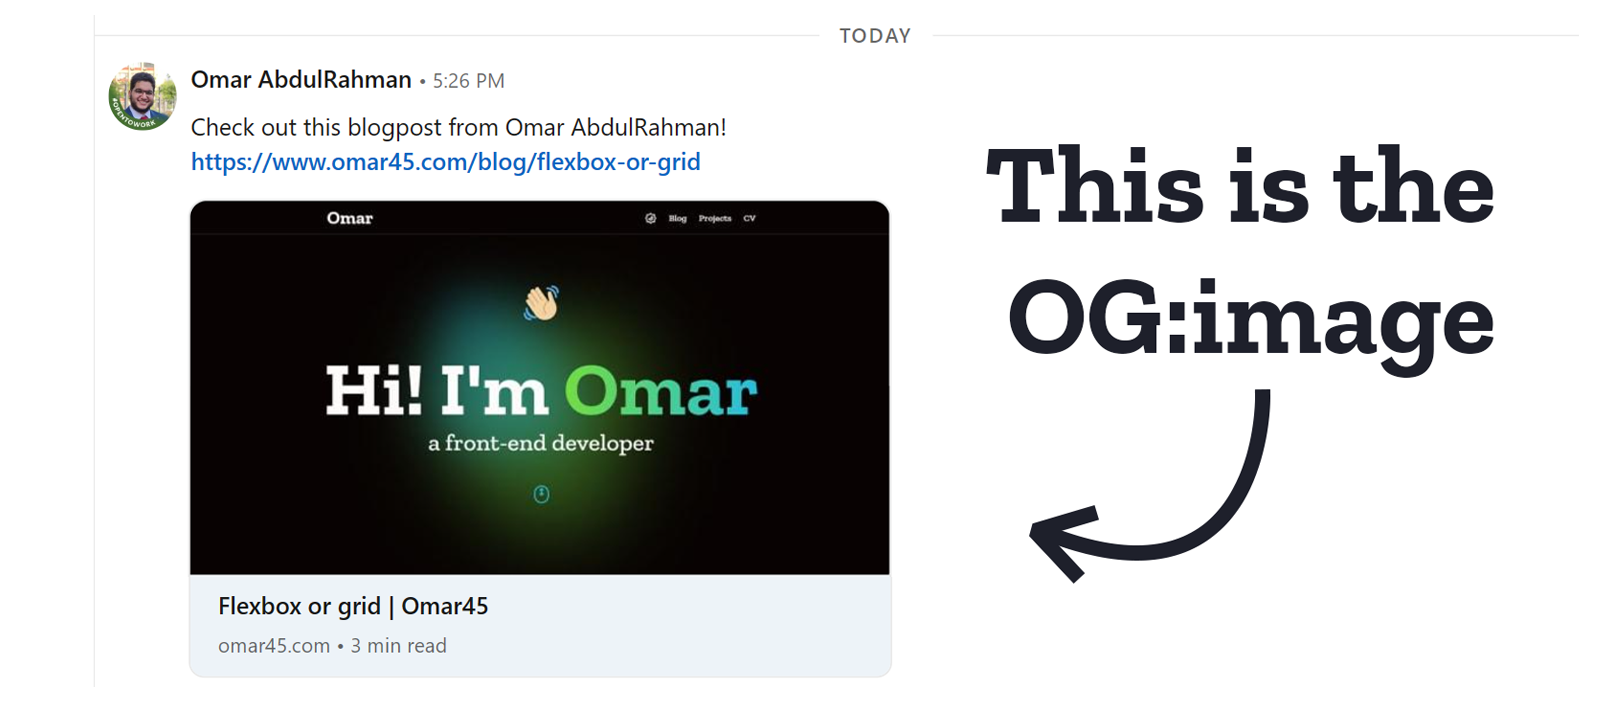 TODAY
Omar AbdulRahman • 5:26 PM
#OPENTOWORK
Check out this blogpost from Omar AbdulRahman!
https://www.omar45.com/blog/flexbox-or-grid
Omar Blog Projects CV
Hi! I'm Omar
a front-end developer
Flexbox or grid | Omar45
omar45.com • 3 min read
This is the
OG:image